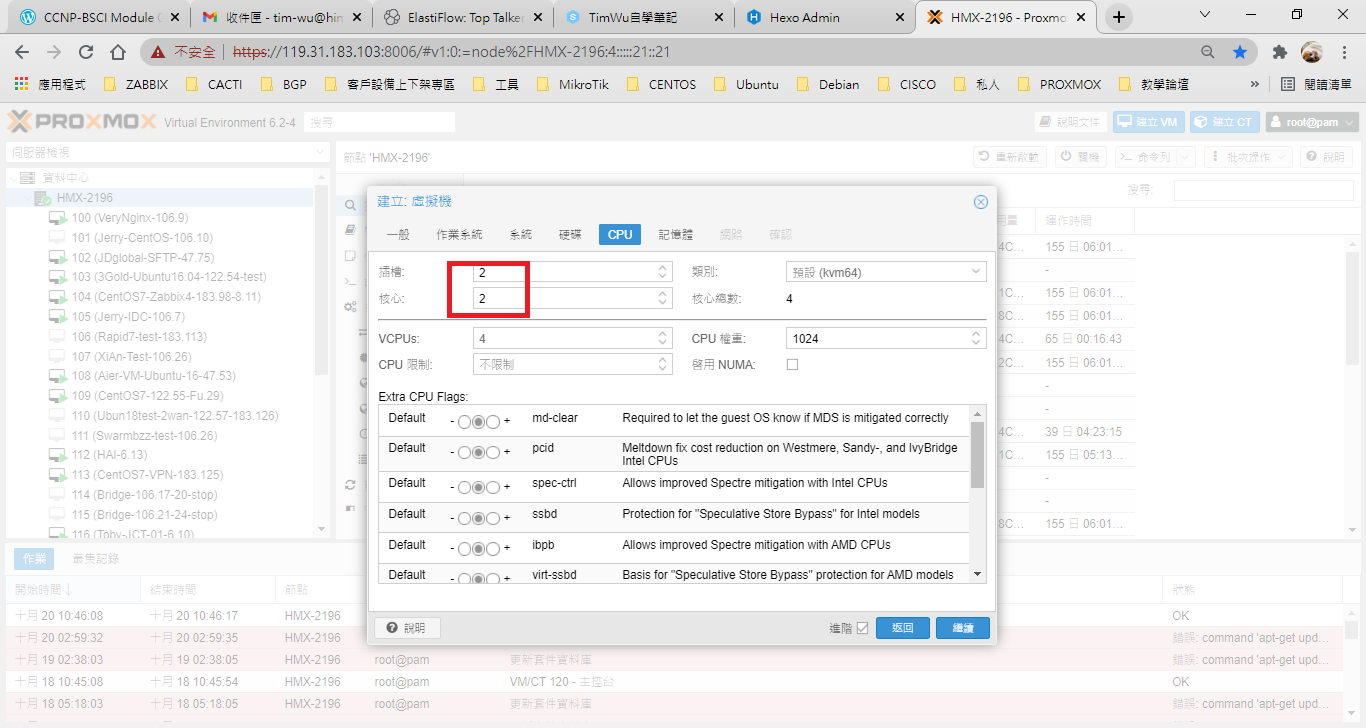 CCNP-BSCI Module
收件匣 - tim-wu@hin
ElastiFlow: Top Talker
TimWu自學筆記
Hexo Admin
HMX-2196 - Proxmo
不安全 https://119.31.183.103:8006/#v1:0:=node%2FHMX-2196:4:::::21::21
應用程式 ZABBIX CACTI BGP 客戶設備上下架專區 工具 MikroTik CENTOS Ubuntu Debian CISCO 私人 PROXMOX 教學論壇 » 閱讀清單
PROXMOX Virtual Environment 6.2-4 搜尋 說明文件 建立 VM 建立 CT root@pam
伺服器檢視
節點 'HMX-2196' 重新啟動 關機 命令列 批次操作 說明
資料中心
HMX-2196
100 (VeryNginx-106.9)
101 (Jerry-CentOS-106.10)
102 (JDglobal-SFTP-47.75)
103 (3Gold-Ubuntu16.04-122.54-test)
104 (CentOS7-Zabbix4-183.98-8.11)
105 (Jerry-IDC-106.7)
106 (Rapid7-test-183.113)
107 (XiAn-Test-106.26)
108 (Aier-VM-Ubuntu-16-47.53)
109 (CentOS7-122.55-Fu.29)
110 (Ubun18test-2wan-122.57-183.126)
111 (Swarmbzz-test-106.26)
112 (HAI-6.13)
113 (CentOS7-VPN-183.125)
114 (Bridge-106.17-20-stop)
115 (Bridge-106.21-24-stop)
116 (Toby-JCT-01-6.10)
建立: 虛擬機
一般 作業系統 系統 硬碟 CPU 記憶體 網路 確認
插槽: 2 類別: 預設 (kvm64)
核心: 2 核心總數: 4
VCPUs: 4 CPU 權重: 1024
CPU 限制: 不限制 啓用 NUMA:
Extra CPU Flags:
Default - + md-clear Required to let the guest OS know if MDS is mitigated correctly
Default - + pcid Meltdown fix cost reduction on Westmere, Sandy-, and IvyBridge
Intel CPUs
Default - + spec-ctrl Allows improved Spectre mitigation with Intel CPUs
Default - + ssbd Protection for "Speculative Store Bypass" for Intel models
Default - + ibpb Allows improved Spectre mitigation with AMD CPUs
Default - + virt-ssbd Basis for "Speculative Store Bypass" protection for AMD models
說明 進階 返回 繼續
搜尋:
用量 運作時間
4C... 155 日 06:01...
-
1C... 155 日 06:01...
8C... 155 日 06:01...
4C... 65 日 00:16:43
2C... 155 日 06:01...
-
-
4C... 39 日 04:23:15
1C... 155 日 05:13...
-
-
8C... 155 日 06:01...
作業 叢集記錄
開始時間 ↓ 結束時間 節點 狀態
十月 20 10:46:08 十月 20 10:46:17 HMX-2196 OK
十月 20 02:59:32 十月 20 02:59:35 HMX-2196 錯誤: command 'apt-get upd...
十月 19 02:38:03 十月 19 02:38:05 HMX-2196 root@pam 更新套件資料庫 錯誤: command 'apt-get upd...
十月 18 10:45:08 十月 18 10:45:54 HMX-2196 root@pam VM/CT 120 - 主控台 OK
十月 18 05:18:03 十月 18 05:18:05 HMX-2196 root@pam 更新套件資料庫 錯誤: command 'apt-get upd...